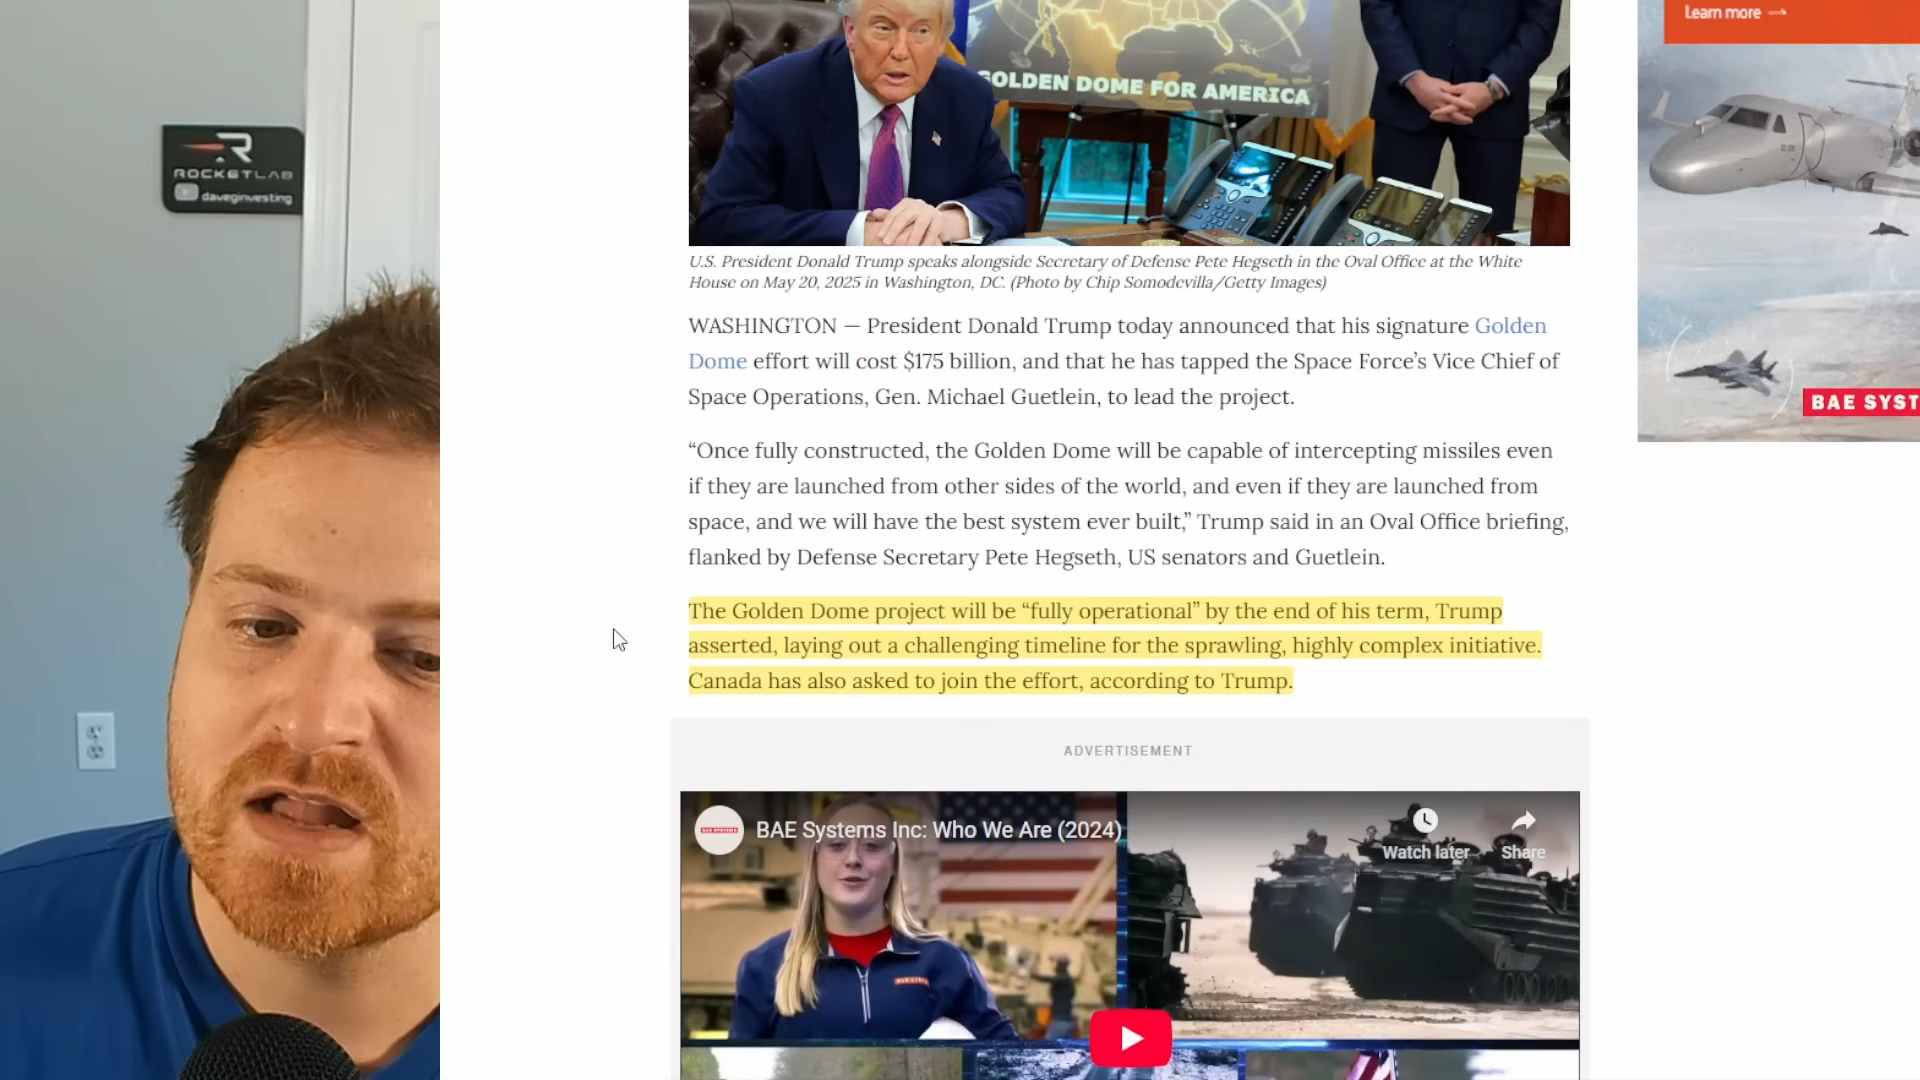 Learn more →
GOLDEN DOME FOR AMERICA
ROCKETLAB
daveginvesting
U.S. President Donald Trump speaks alongside Secretary of Defense Pete Hegseth in the Oval Office at the White
House on May 20, 2025 in Washington, DC. (Photo by Chip Somodevilla/Getty Images)
WASHINGTON — President Donald Trump today announced that his signature Golden
Dome effort will cost $175 billion, and that he has tapped the Space Force’s Vice Chief of
Space Operations, Gen. Michael Guetlein, to lead the project.
BAE SYST
“Once fully constructed, the Golden Dome will be capable of intercepting missiles even
if they are launched from other sides of the world, and even if they are launched from
space, and we will have the best system ever built,” Trump said in an Oval Office briefing,
flanked by Defense Secretary Pete Hegseth, US senators and Guetlein.
The Golden Dome project will be “fully operational” by the end of his term, Trump
asserted, laying out a challenging timeline for the sprawling, highly complex initiative.
Canada has also asked to join the effort, according to Trump.
ADVERTISEMENT
BAE SYSTEMS
BAE Systems Inc: Who We Are (2024)
Watch later
Share